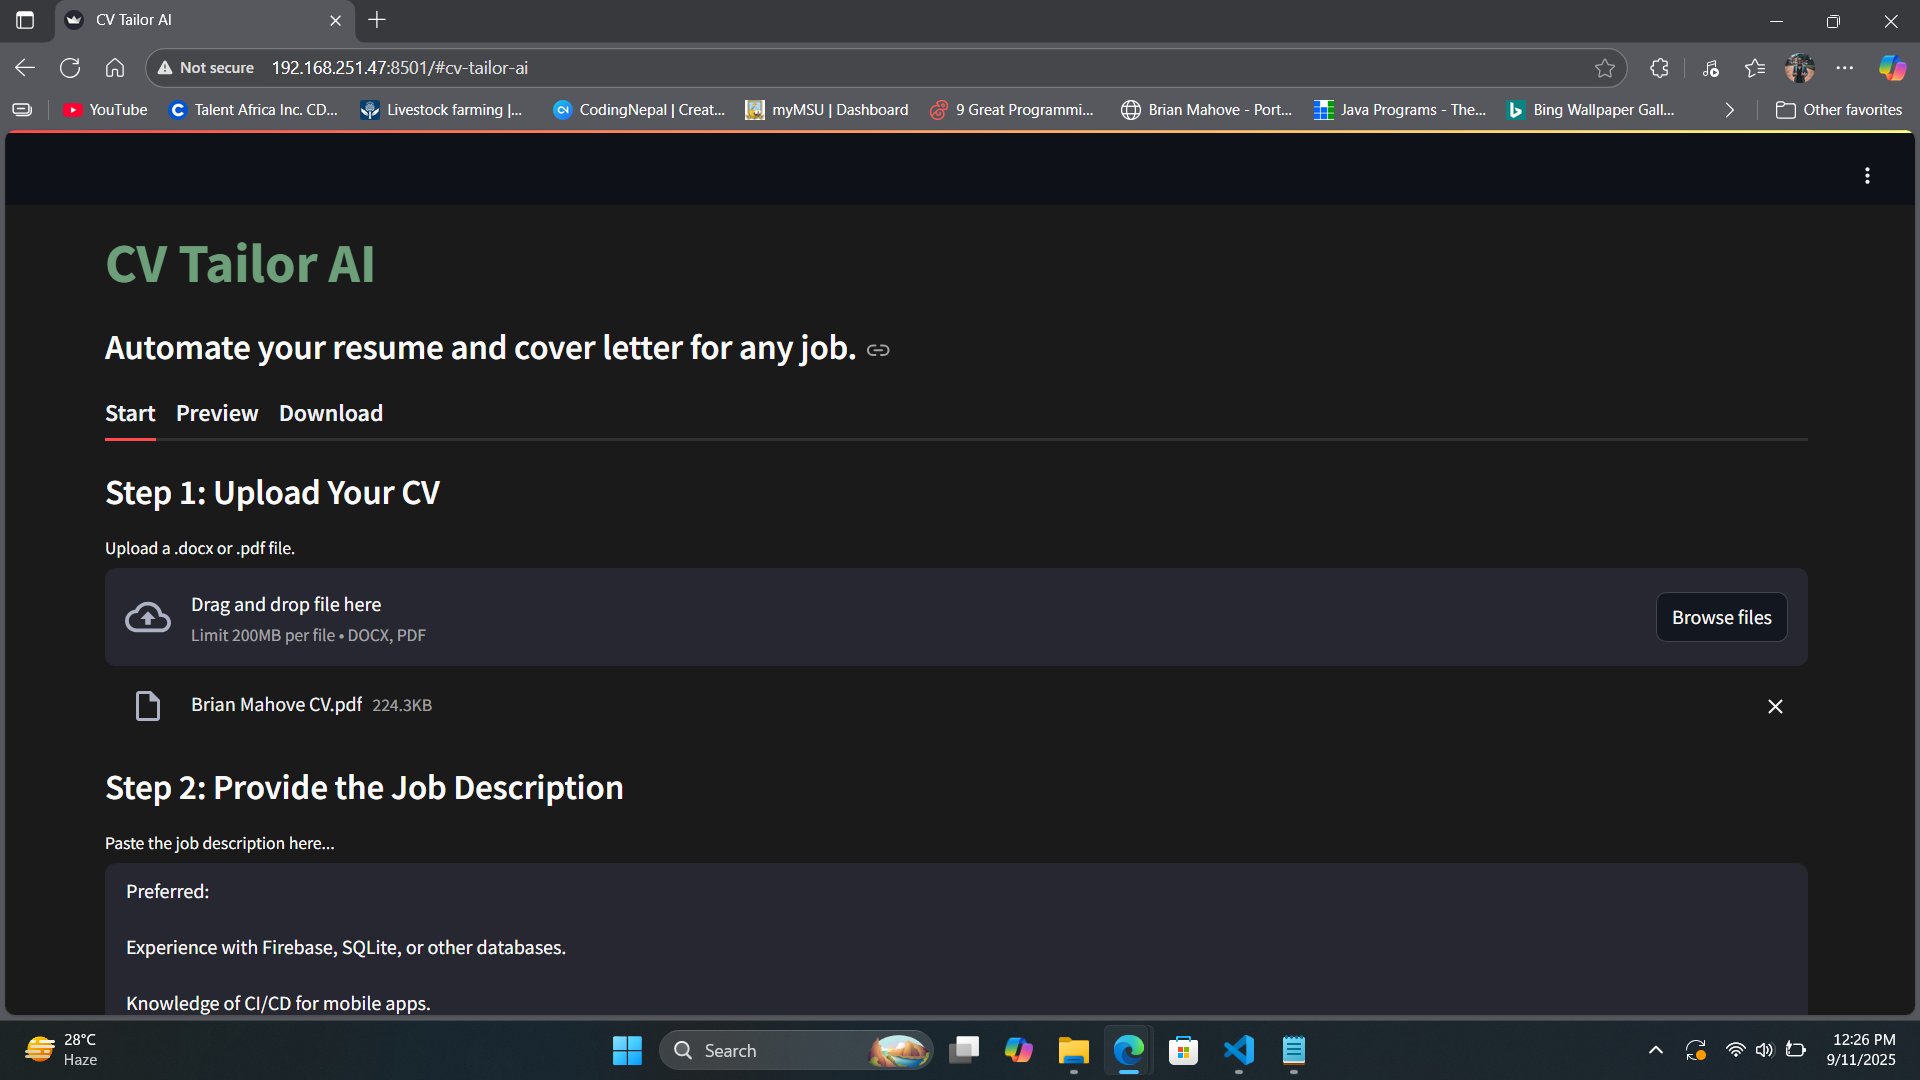 CV Tailor AI
Not secure 192.168.251.47:8501/#cv-tailor-ai
YouTube Talent Africa Inc. CD... Livestock farming |... CodingNepal | Creat... myMSU | Dashboard 9 Great Programmi... Brian Mahove - Port... Java Programs - The... Bing Wallpaper Gall... Other favorites
CV Tailor AI
Automate your resume and cover letter for any job.
Start Preview Download
Step 1: Upload Your CV
Upload a .docx or .pdf file.
Drag and drop file here
Limit 200MB per file • DOCX, PDF
Browse files
Brian Mahove CV.pdf 224.3KB
Step 2: Provide the Job Description
Paste the job description here...
Preferred:
Experience with Firebase, SQLite, or other databases.
Knowledge of CI/CD for mobile apps.
28°C
Haze
Search
12:26 PM
9/11/2025